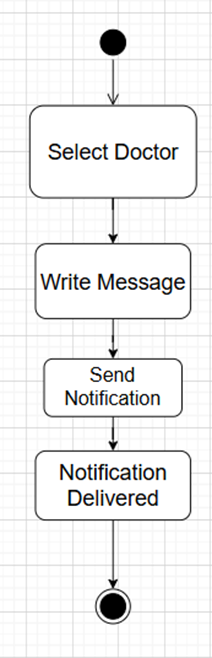 Select Doctor
Write Message
Send
Notification
Notification
Delivered